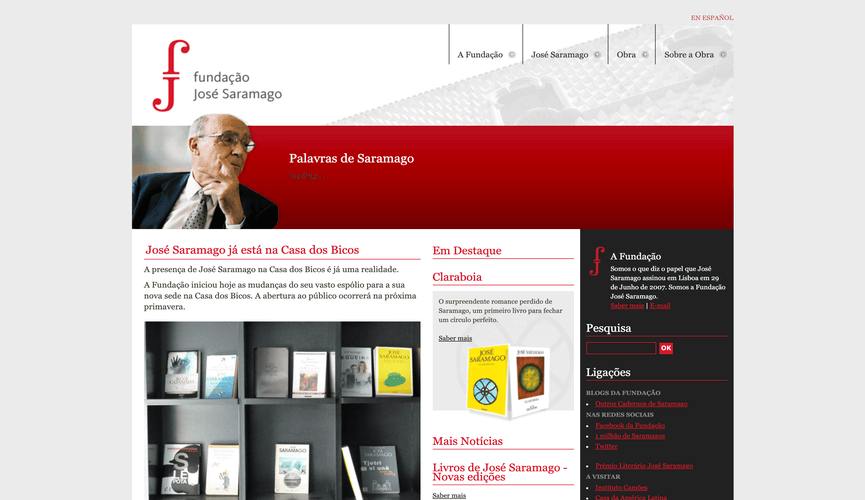 EN ESPAÑOL
fundação
José Saramago
A Fundação
José Saramago
Obra
Sobre a Obra
Palavras de Saramago
José Saramago já está na Casa dos Bicos
A presença de José Saramago na Casa dos Bicos é já uma realidade.
A Fundação iniciou hoje as mudanças do seu vasto espólio para a sua
nova sede na Casa dos Bicos. A abertura ao público ocorrerá na próxima
primavera.
JOSÉ
SARAMAGO
JOSÉ
SARAMAGO
Em Destaque
Claraboia
O surpreendente romance perdido de
Saramago, um primeiro livro para fechar
um círculo perfeito.
Saber mais
JOSÉ
SARAMAGO
JOSÉ SARAMAGO
Mais Notícias
Livros de José Saramago -
Novas edições
Saber mais
A Fundação
Somos o que diz o papel que José
Saramago assinou em Lisboa em 29
de Junho de 2007. Somos a Fundação
José Saramago.
Saber mais | E-mail
Pesquisa
OK
Ligações
BLOGS DA FUNDAÇÃO
Outros Cadernos de Saramago
NAS REDES SOCIAIS
Facebook da Fundação
1 milhão de Saramagos
Twitter
Prémio Literário José Saramago
A VISITAR
Instituto Camões
Casa da América Latina